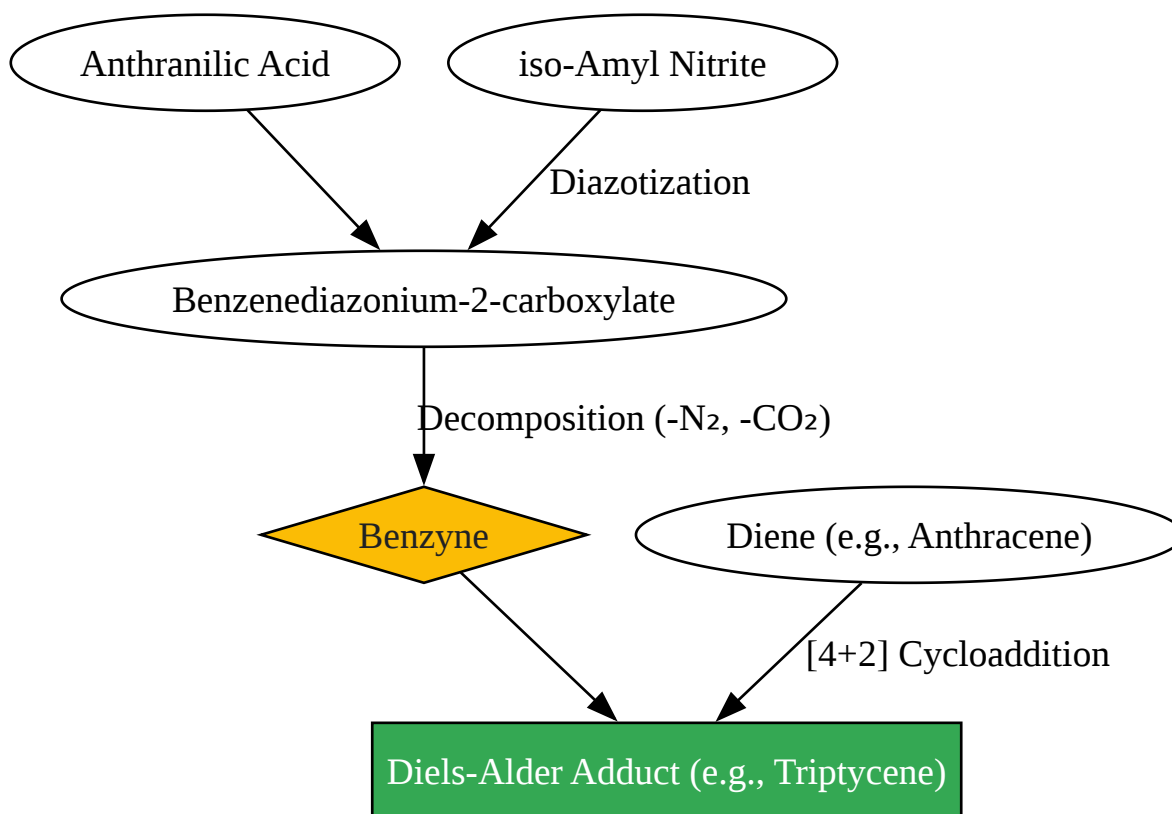 Anthranilic Acid
iso-Amyl Nitrite
Diazotization
Benzenediazonium-2-carboxylate
Decomposition (-N₂, -CO₂)
Benzyne
Diene (e.g., Anthracene)
[4+2] Cycloaddition
Diels-Alder Adduct (e.g., Triptycene)